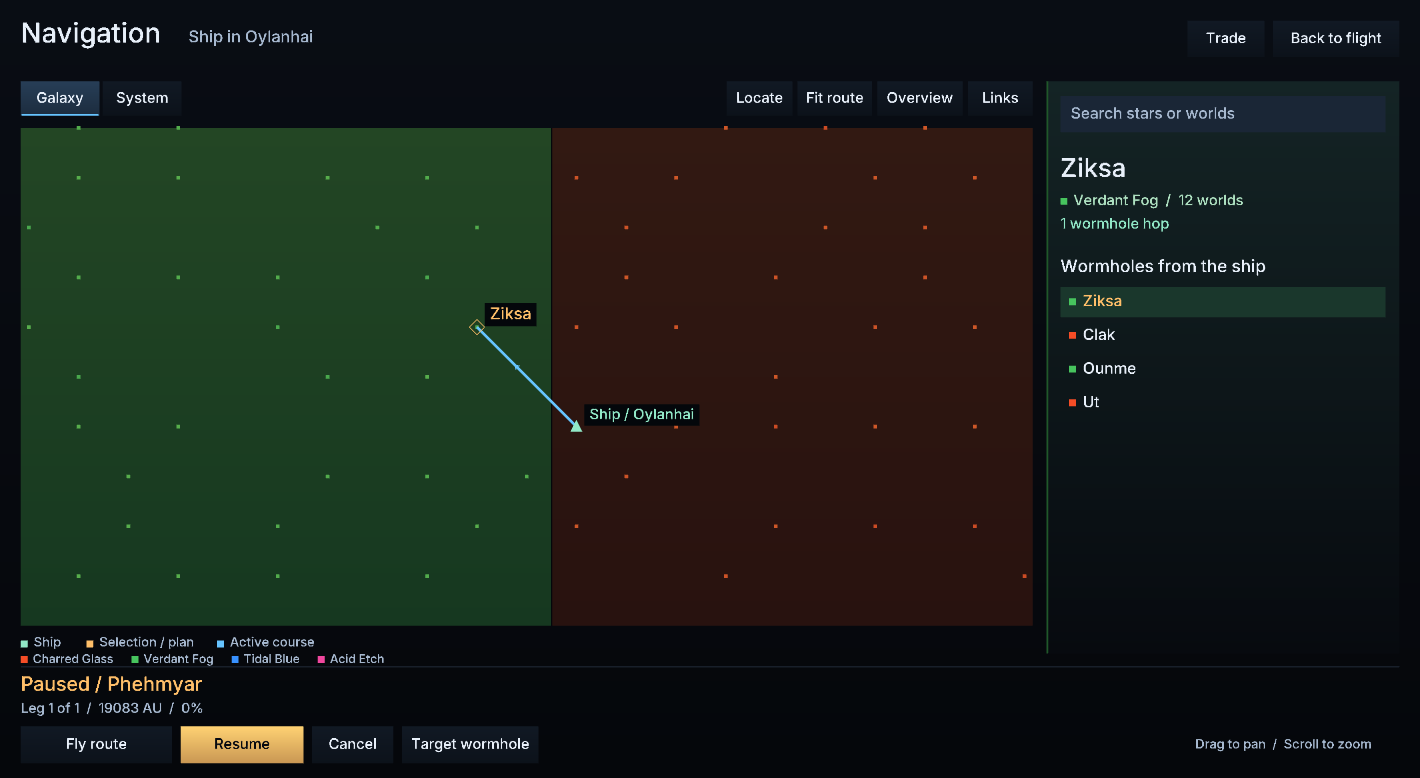 Navigation
Ship in Oylanhai
Trade
Back to flight
Galaxy
System
Locate
Fit route
Overview
Links
Search stars or worlds
Ziksa
Verdant Fog / 12 worlds
1 wormhole hop
Wormholes from the ship
Ziksa
Clak
Ounme
Ut
Ziksa
Ship / Oylanhai
Ship
Selection / plan
Active course
Charred Glass
Verdant Fog
Tidal Blue
Acid Etch
Paused / Phehmyar
Leg 1 of 1 / 19083 AU / 0%
Fly route
Resume
Cancel
Target wormhole
Drag to pan / Scroll to zoom